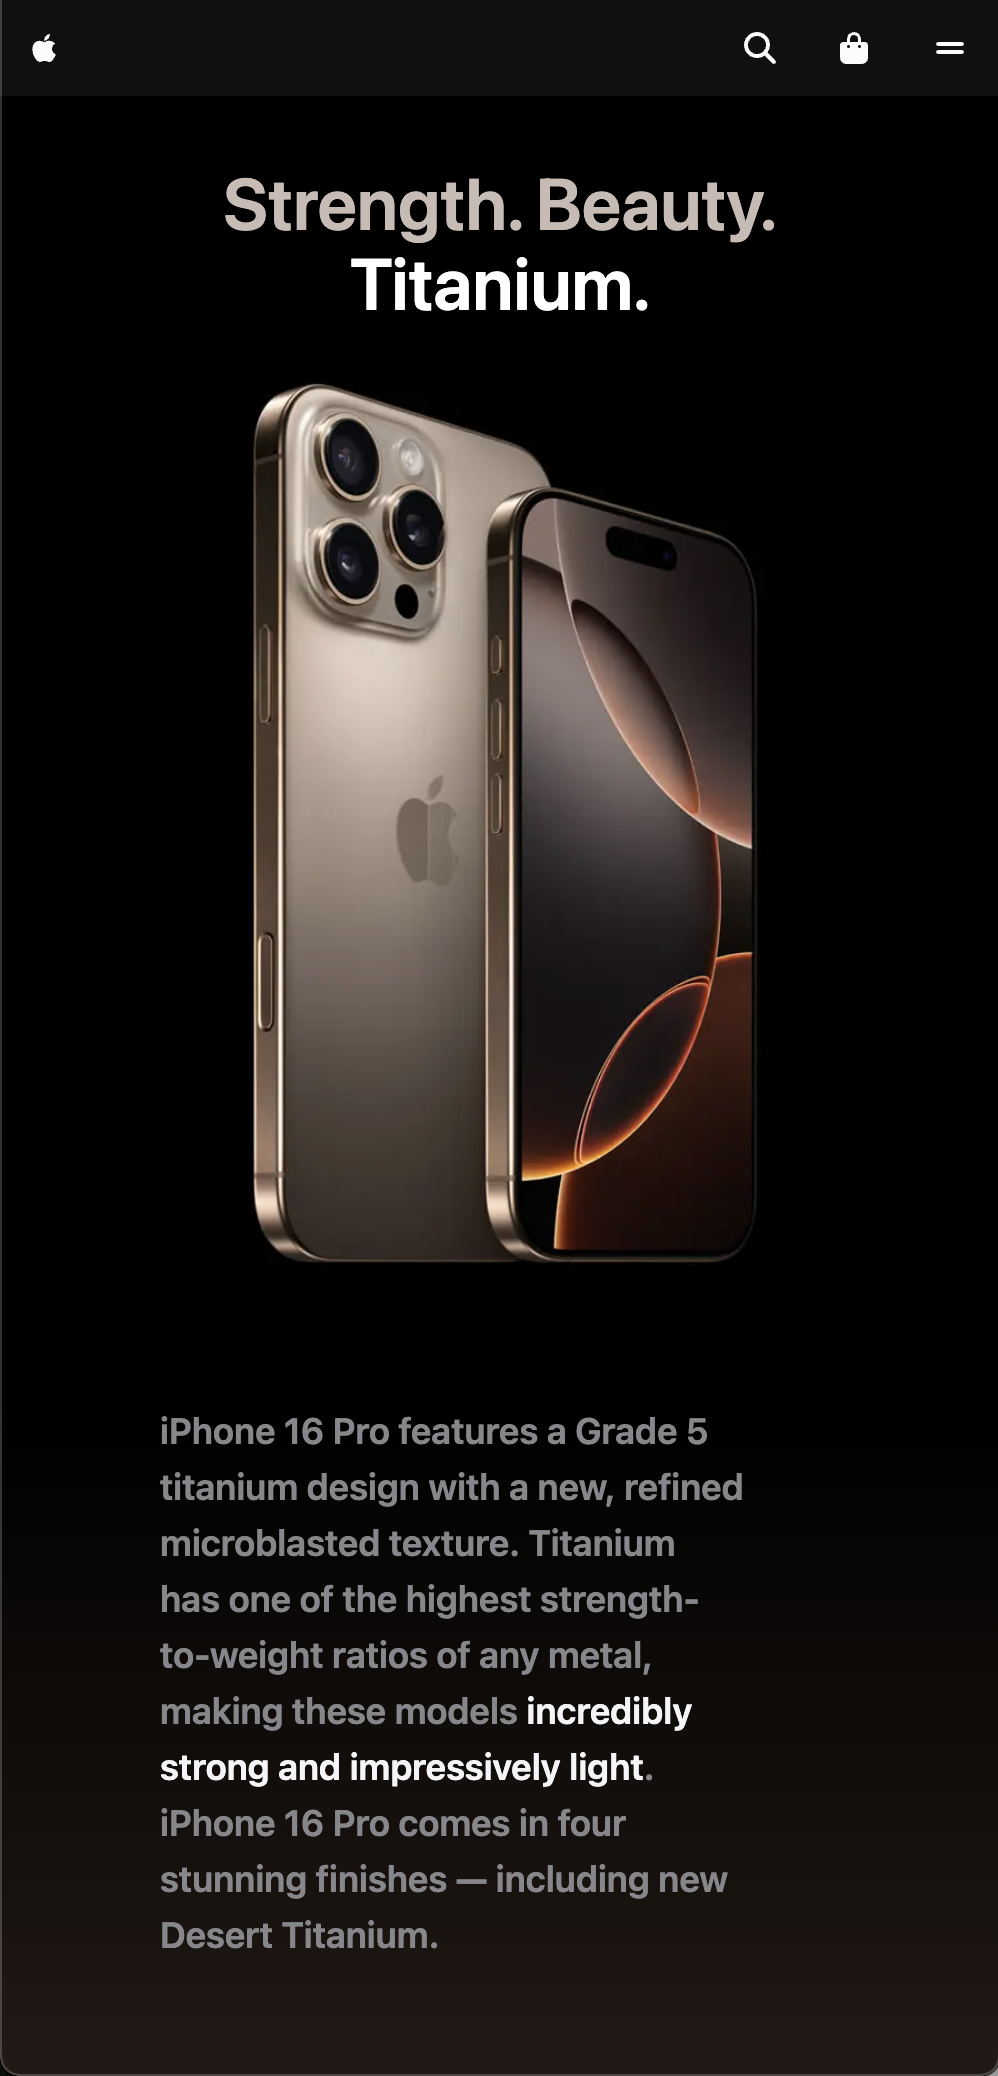 Strength. Beauty.
Titanium.
iPhone 16 Pro features a Grade 5
titanium design with a new, refined
microblasted texture. Titanium
has one of the highest strength-
to-weight ratios of any metal,
making these models incredibly
strong and impressively light.
iPhone 16 Pro comes in four
stunning finishes — including new
Desert Titanium.